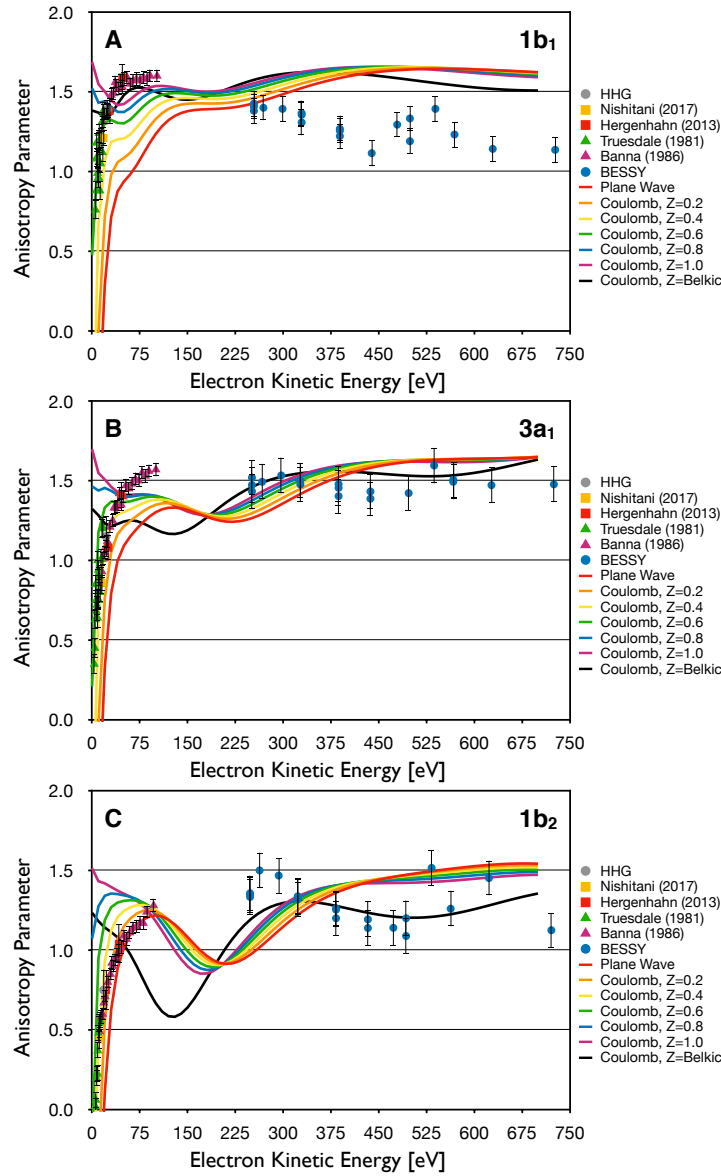 A
1b1
2.0
1.5
1.0
0.5
0.0
Anisotropy Parameter
0 75 150 225 300 375 450 525 600 675 750
Electron Kinetic Energy [eV]
HHG
Nishitani (2017)
Hergenhahn (2013)
Truesdale (1981)
Banna (1986)
BESSY
Plane Wave
Coulomb, Z=0.2
Coulomb, Z=0.4
Coulomb, Z=0.6
Coulomb, Z=0.8
Coulomb, Z=1.0
Coulomb, Z=Belkic
B
3a1
2.0
1.5
1.0
0.5
0.0
Anisotropy Parameter
0 75 150 225 300 375 450 525 600 675 750
Electron Kinetic Energy [eV]
HHG
Nishitani (2017)
Hergenhahn (2013)
Truesdale (1981)
Banna (1986)
BESSY
Plane Wave
Coulomb, Z=0.2
Coulomb, Z=0.4
Coulomb, Z=0.6
Coulomb, Z=0.8
Coulomb, Z=1.0
Coulomb, Z=Belkic
C
1b2
2.0
1.5
1.0
0.5
0.0
Anisotropy Parameter
0 75 150 225 300 375 450 525 600 675 750
Electron Kinetic Energy [eV]
HHG
Nishitani (2017)
Hergenhahn (2013)
Truesdale (1981)
Banna (1986)
BESSY
Plane Wave
Coulomb, Z=0.2
Coulomb, Z=0.4
Coulomb, Z=0.6
Coulomb, Z=0.8
Coulomb, Z=1.0
Coulomb, Z=Belkic